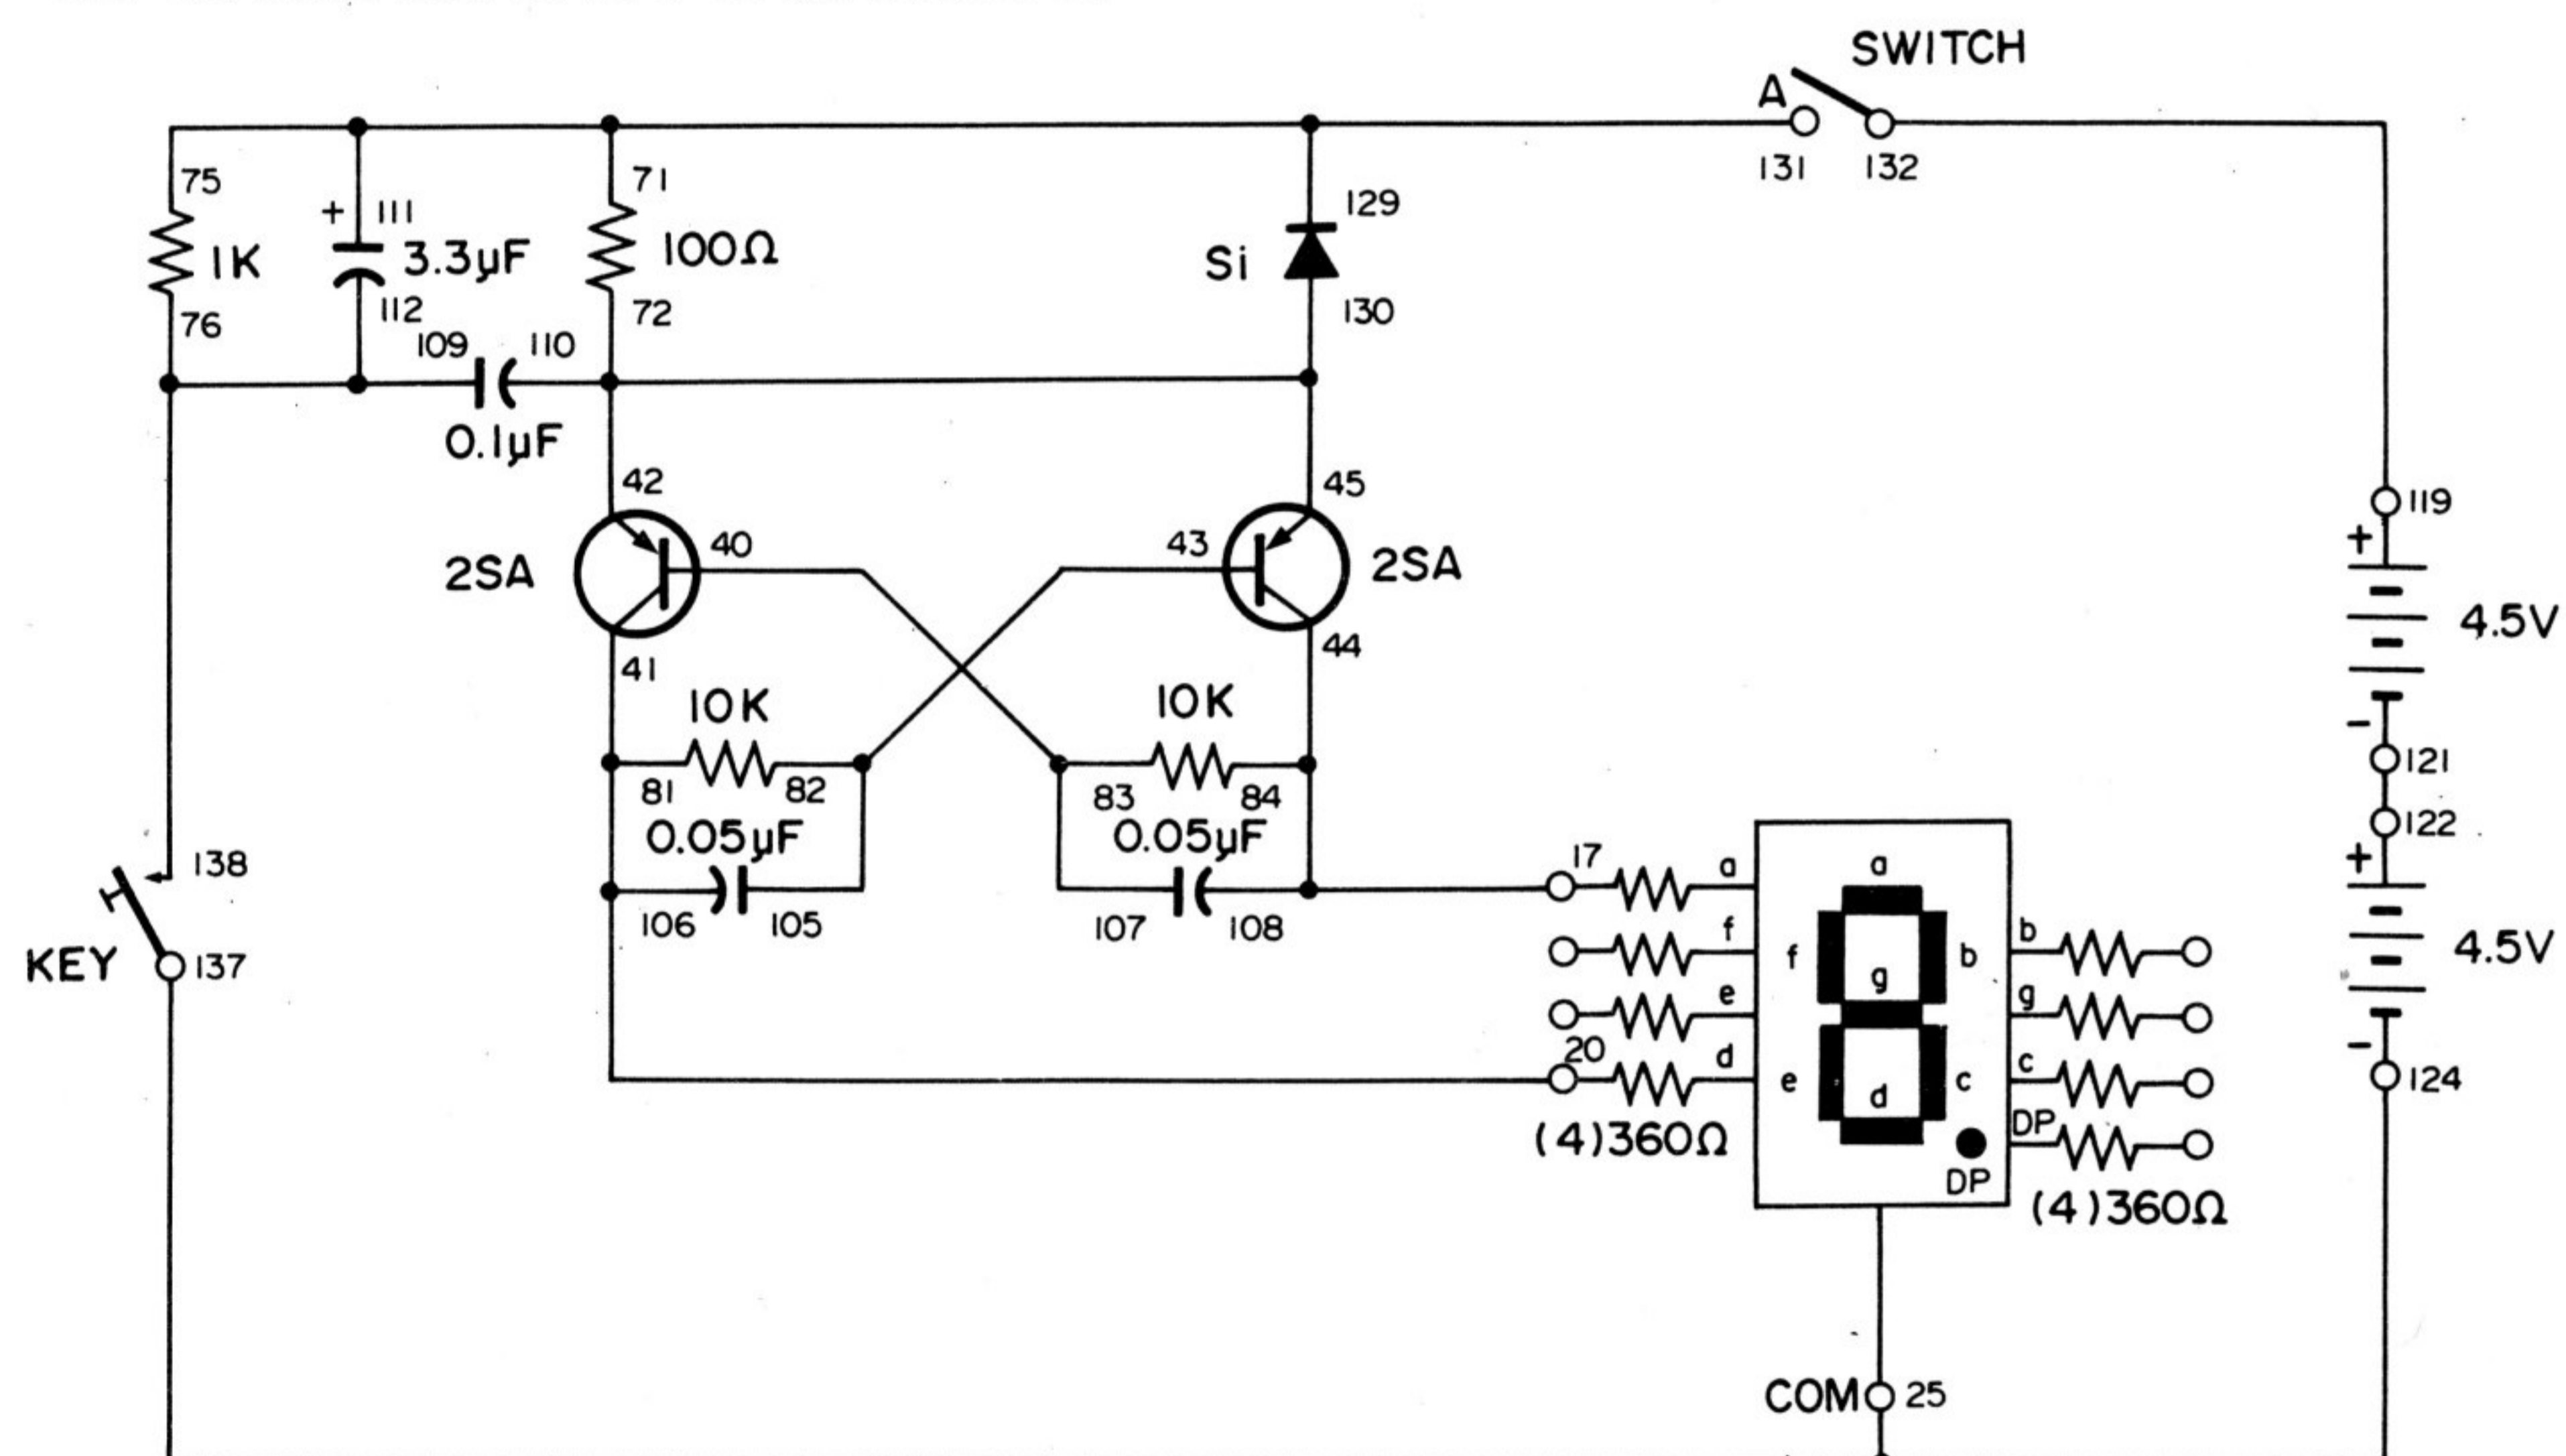 SWITCH
A
131 132
75
+ 111
71
129
1K
3.3µF
100Ω
Si
76
112
72
130
109 110
0.1µF
42
45
119
+
2SA
40
43
2SA
4.5V
41
44
10K
10K
-
121
81 82
83 84
122
0.05µF
0.05µF
+
106 105
107 108
138
KEY
137
17
a
f
e
20
d
(4)360Ω
a
f
b
g
e
c
d
DP
b
g
c
DP
(4)360Ω
4.5V
-
124
COM 25